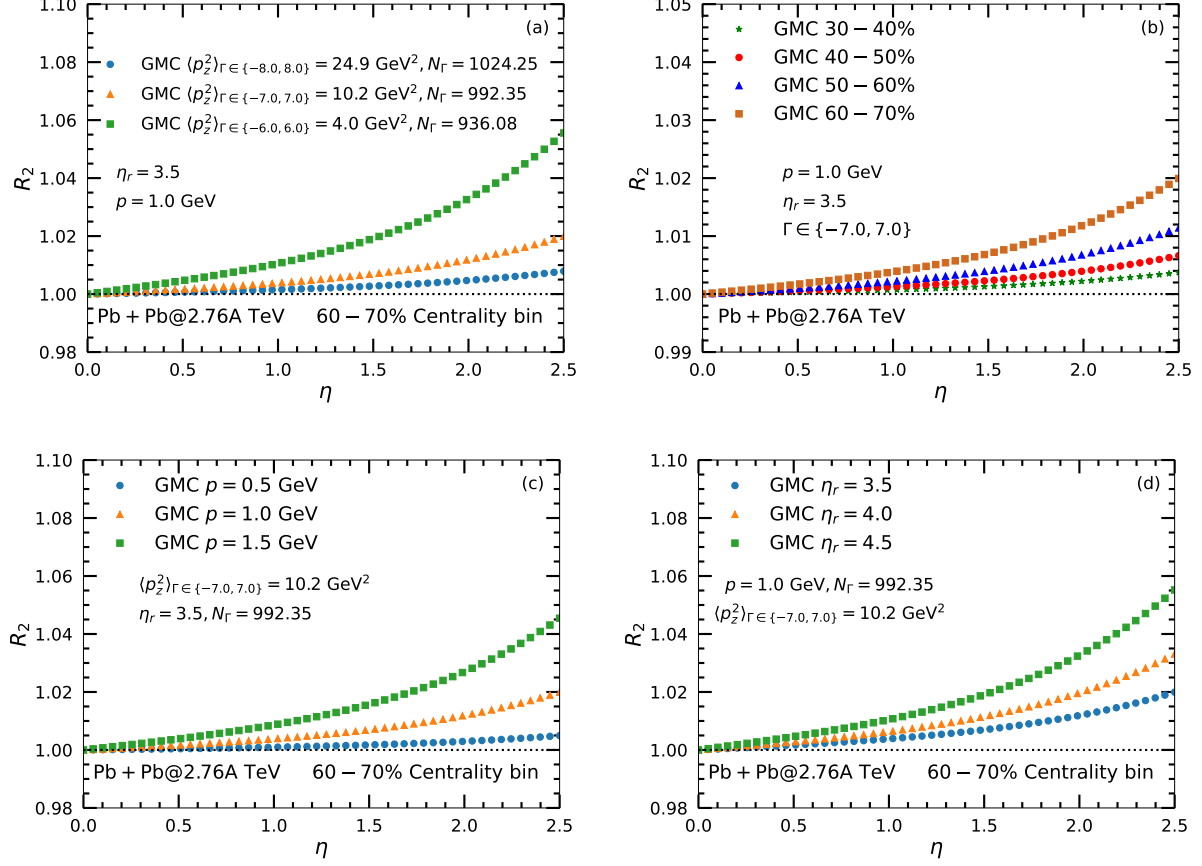 (a)
GMC ⟨p_z^2⟩_{Γ∈{−8.0,8.0}} = 24.9 GeV^2, N_Γ = 1024.25
GMC ⟨p_z^2⟩_{Γ∈{−7.0,7.0}} = 10.2 GeV^2, N_Γ = 992.35
GMC ⟨p_z^2⟩_{Γ∈{−6.0,6.0}} = 4.0 GeV^2, N_Γ = 936.08
η_r = 3.5
p = 1.0 GeV
Pb + Pb@2.76A TeV 60 − 70% Centrality bin
R_2
1.10
1.08
1.06
1.04
1.02
1.00
0.98
0.0 0.5 1.0 1.5 2.0 2.5
η
(b)
GMC 30 − 40%
GMC 40 − 50%
GMC 50 − 60%
GMC 60 − 70%
p = 1.0 GeV
η_r = 3.5
Γ ∈ {−7.0, 7.0}
Pb + Pb@2.76A TeV
R_2
1.05
1.04
1.03
1.02
1.01
1.00
0.99
0.0 0.5 1.0 1.5 2.0 2.5
η
(c)
GMC p = 0.5 GeV
GMC p = 1.0 GeV
GMC p = 1.5 GeV
⟨p_z^2⟩_{Γ∈{−7.0,7.0}} = 10.2 GeV^2
η_r = 3.5, N_Γ = 992.35
Pb + Pb@2.76A TeV 60 − 70% Centrality bin
R_2
1.10
1.08
1.06
1.04
1.02
1.00
0.98
0.0 0.5 1.0 1.5 2.0 2.5
η
(d)
GMC η_r = 3.5
GMC η_r = 4.0
GMC η_r = 4.5
p = 1.0 GeV, N_Γ = 992.35
⟨p_z^2⟩_{Γ∈{−7.0,7.0}} = 10.2 GeV^2
Pb + Pb@2.76A TeV 60 − 70% Centrality bin
R_2
1.10
1.08
1.06
1.04
1.02
1.00
0.98
0.0 0.5 1.0 1.5 2.0 2.5
η